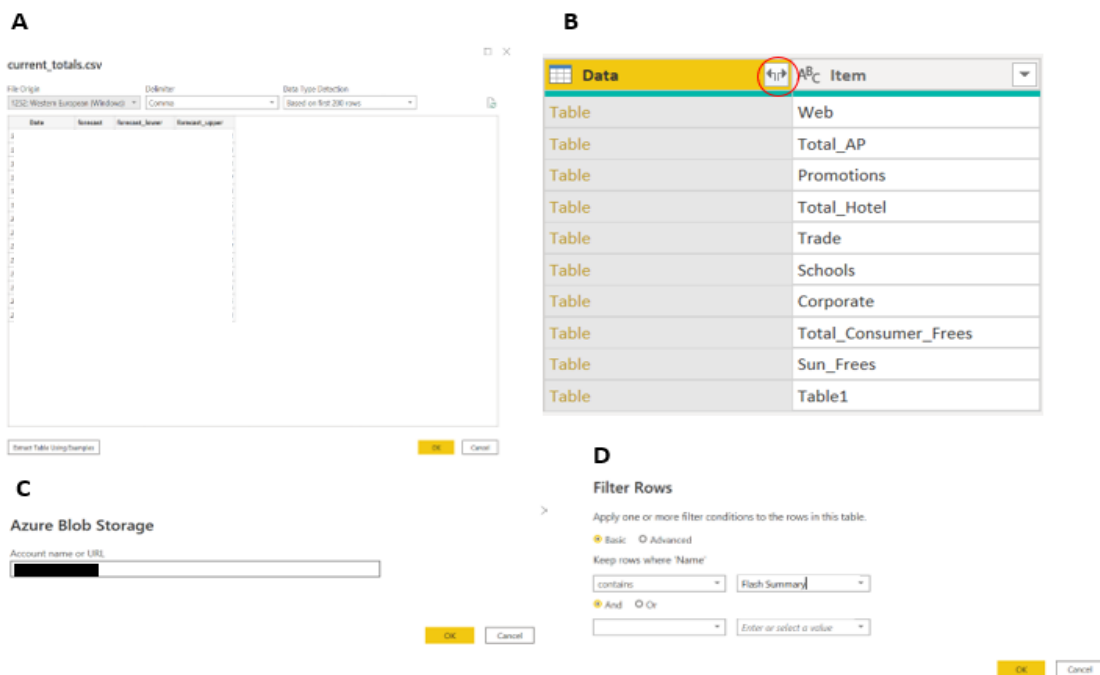 A
current_totals.csv
File Origin
1252: Western European (Windows)
Delimiter
Comma
Data Type Detection
Based on first 200 rows
Date forecast forecast_lower forecast_upper
Extract Table Using Examples
OK Cancel
B
Data ABC Item
Table Web
Table Total_AP
Table Promotions
Table Total_Hotel
Table Trade
Table Schools
Table Corporate
Table Total_Consumer_Frees
Table Sun_Frees
Table Table1
C
Azure Blob Storage
Account name or URL
OK Cancel
D
Filter Rows
Apply one or more filter conditions to the rows in this table.
Basic Advanced
Keep rows where 'Name'
contains Flash Summary
And Or
Enter or select a value
OK Cancel